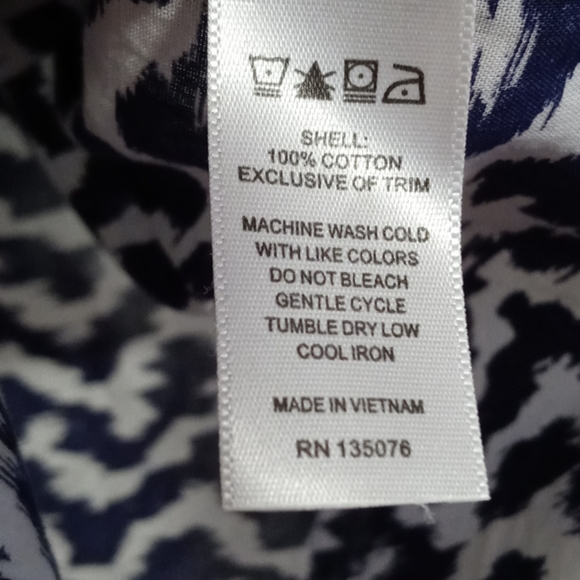 SHELL:
100% COTTON
EXCLUSIVE OF TRIM
MACHINE WASH COLD
WITH LIKE COLORS
DO NOT BLEACH
GENTLE CYCLE
TUMBLE DRY LOW
COOL IRON
MADE IN VIETNAM
RN 135076